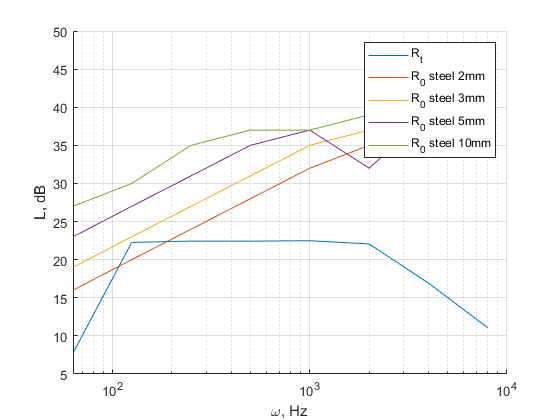 50
45
40
35
30
25
20
15
10
5
L, dB
R_t
R_0 steel 2mm
R_0 steel 3mm
R_0 steel 5mm
R_0 steel 10mm
10^2
10^3
10^4
ω, Hz